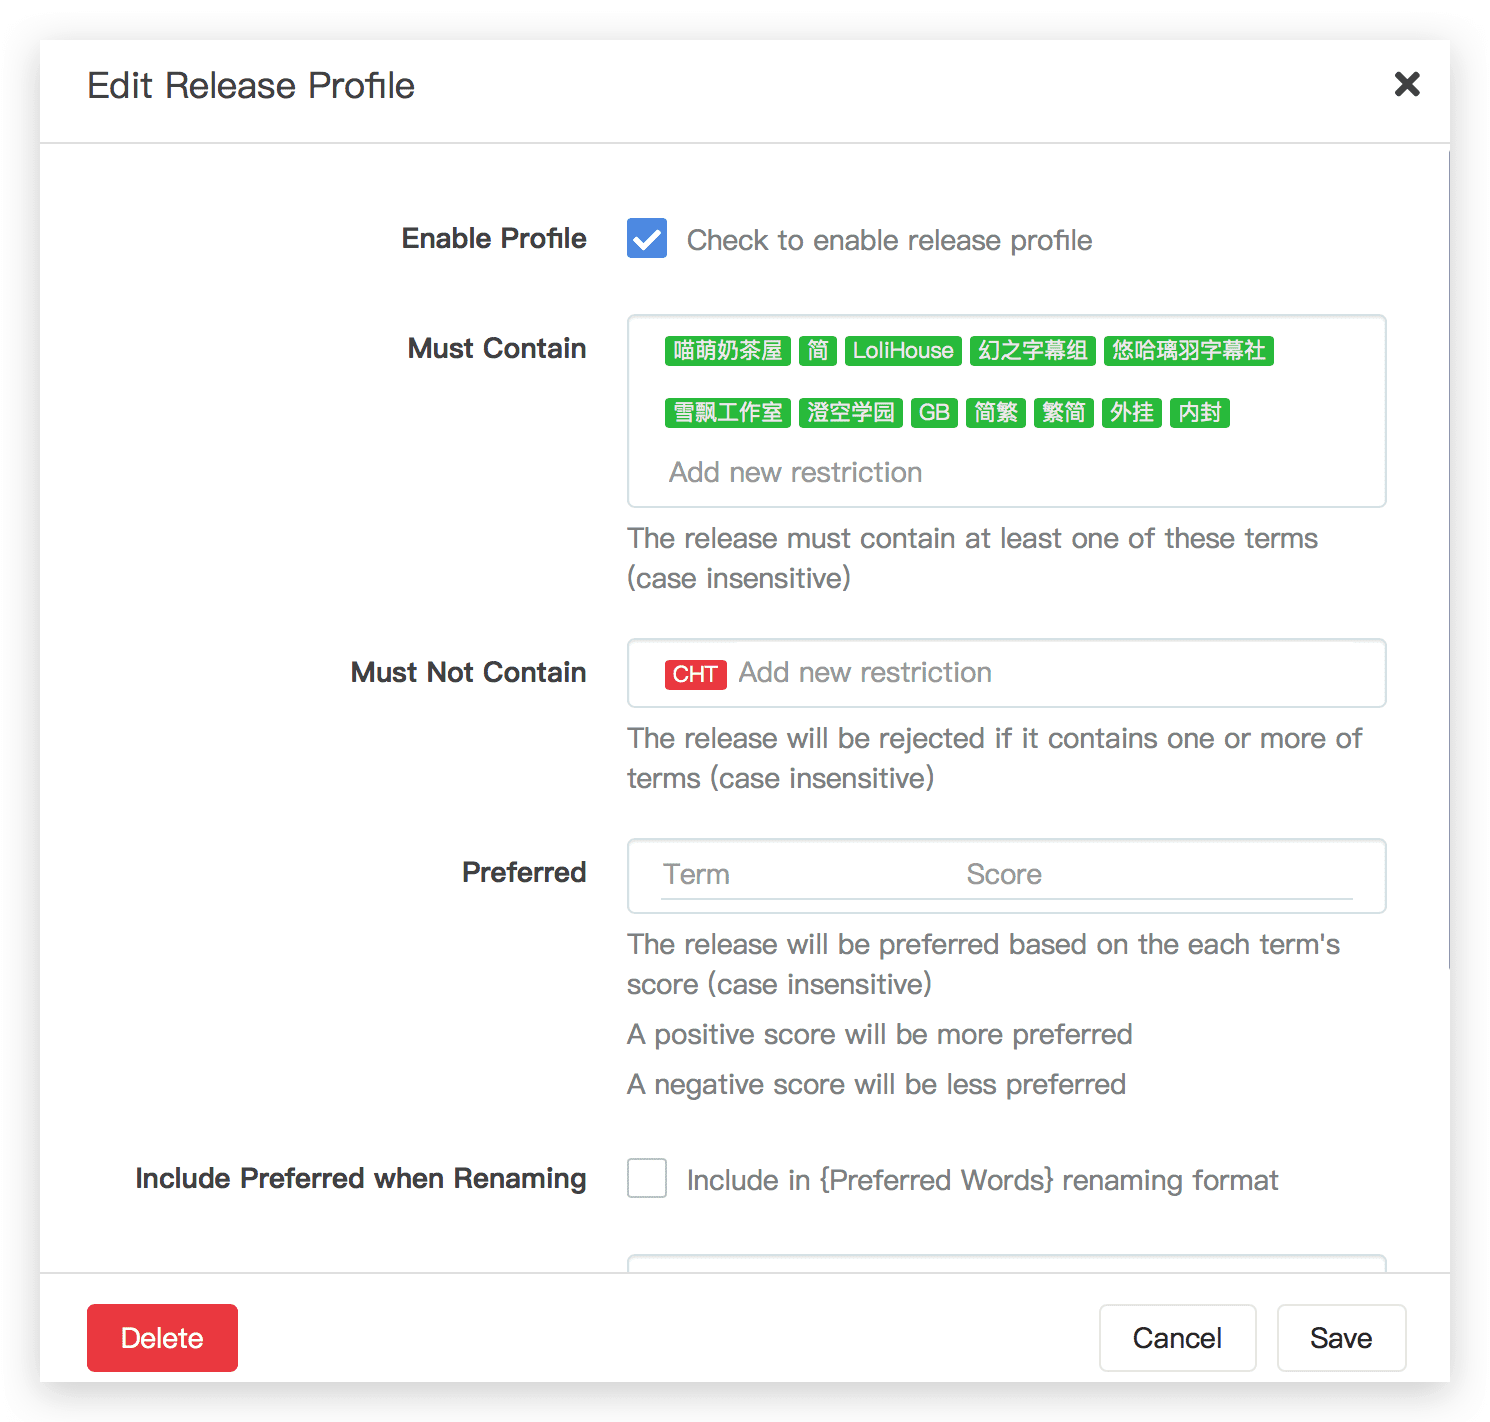 Edit Release Profile
Enable Profile
Check to enable release profile
Must Contain
喵萌奶茶屋 简 LoliHouse 幻之字幕组 悠哈璃羽字幕社
雪飘工作室 澄空学园 GB 简繁 繁简 外挂 内封
Add new restriction
The release must contain at least one of these terms
(case insensitive)
Must Not Contain
CHT Add new restriction
The release will be rejected if it contains one or more of
terms (case insensitive)
Preferred
Term Score
The release will be preferred based on the each term's
score (case insensitive)
A positive score will be more preferred
A negative score will be less preferred
Include Preferred when Renaming
Include in {Preferred Words} renaming format
Delete
Cancel
Save